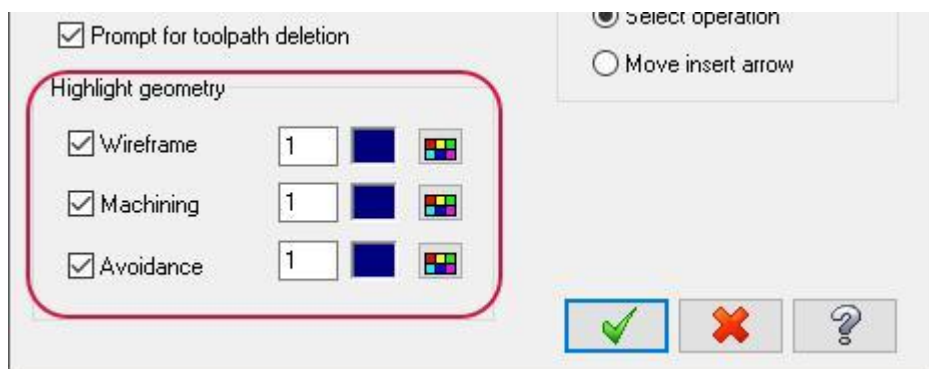 Prompt for toolpath deletion
Select operation
Move insert arrow
Highlight geometry
Wireframe 1
Machining 1
Avoidance 1